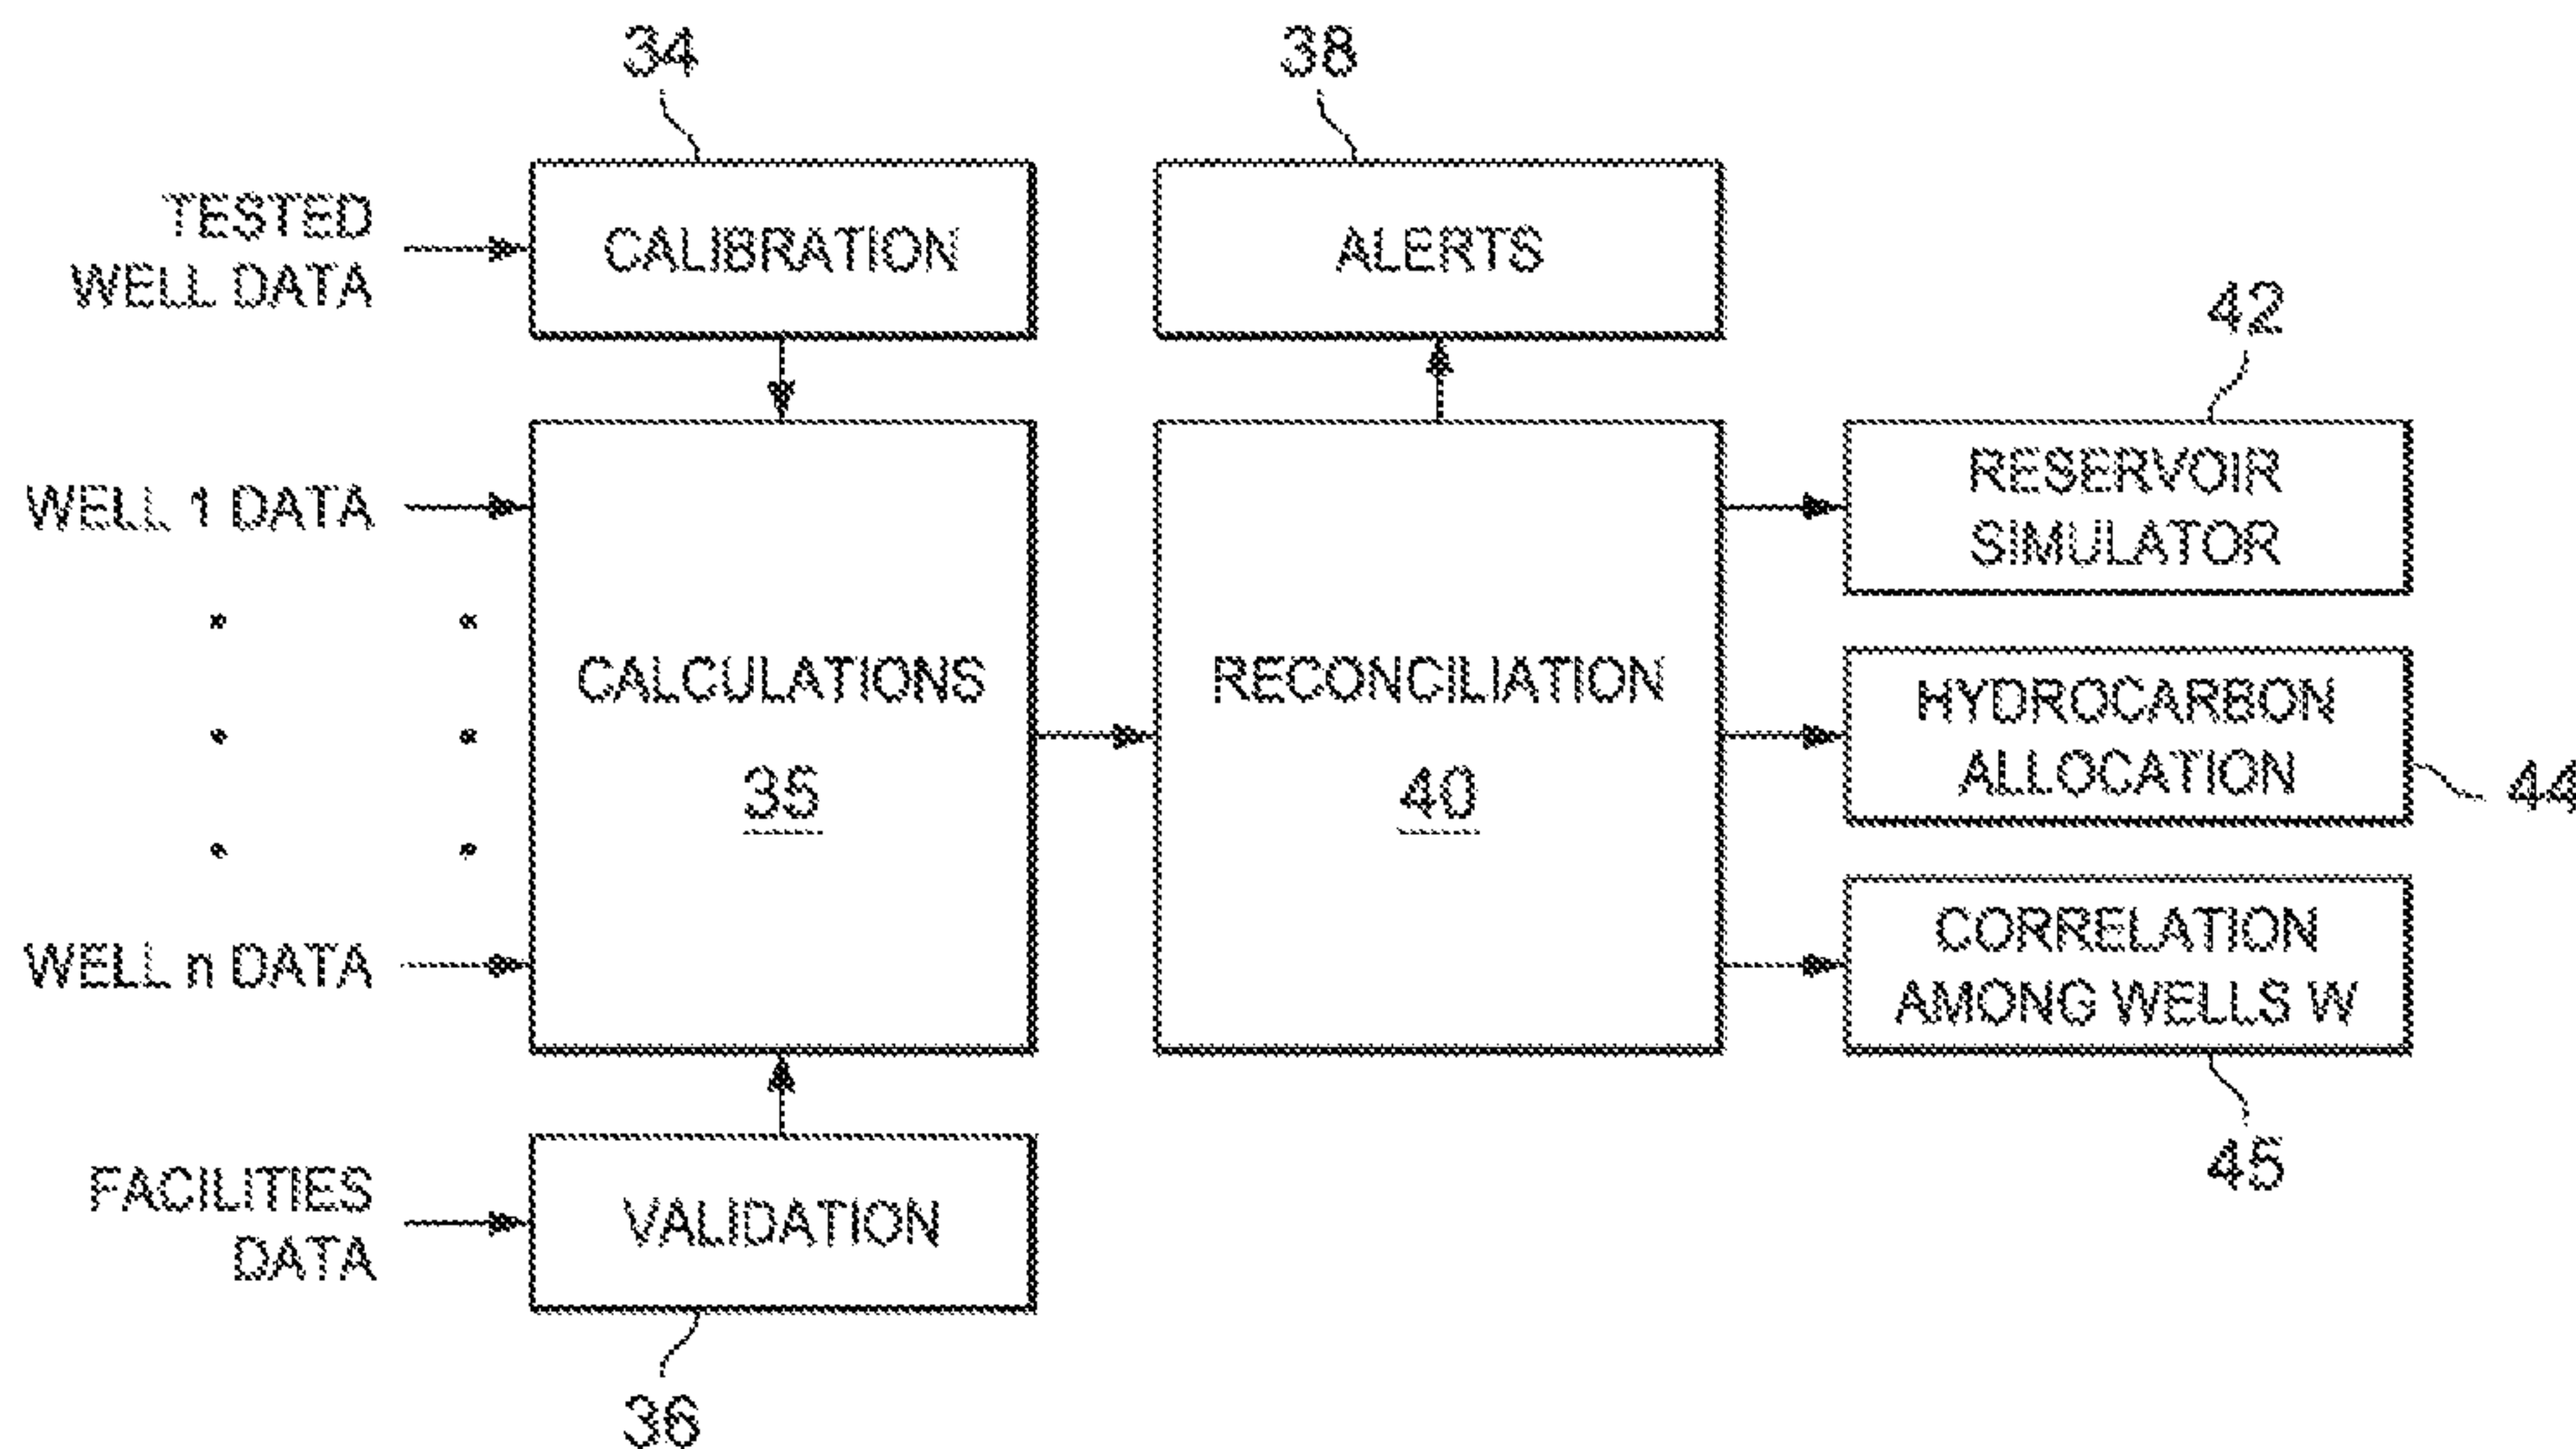 34
38
TESTED
WELL DATA
CALIBRATION
ALERTS
42
WELL 1 DATA
RESERVOIR
SIMULATOR
CALCULATIONS
35
RECONCILIATION
40
HYDROCARBON
ALLOCATION
44
WELL n DATA
CORRELATION
AMONG WELLS W
45
FACILITIES
DATA
VALIDATION
36